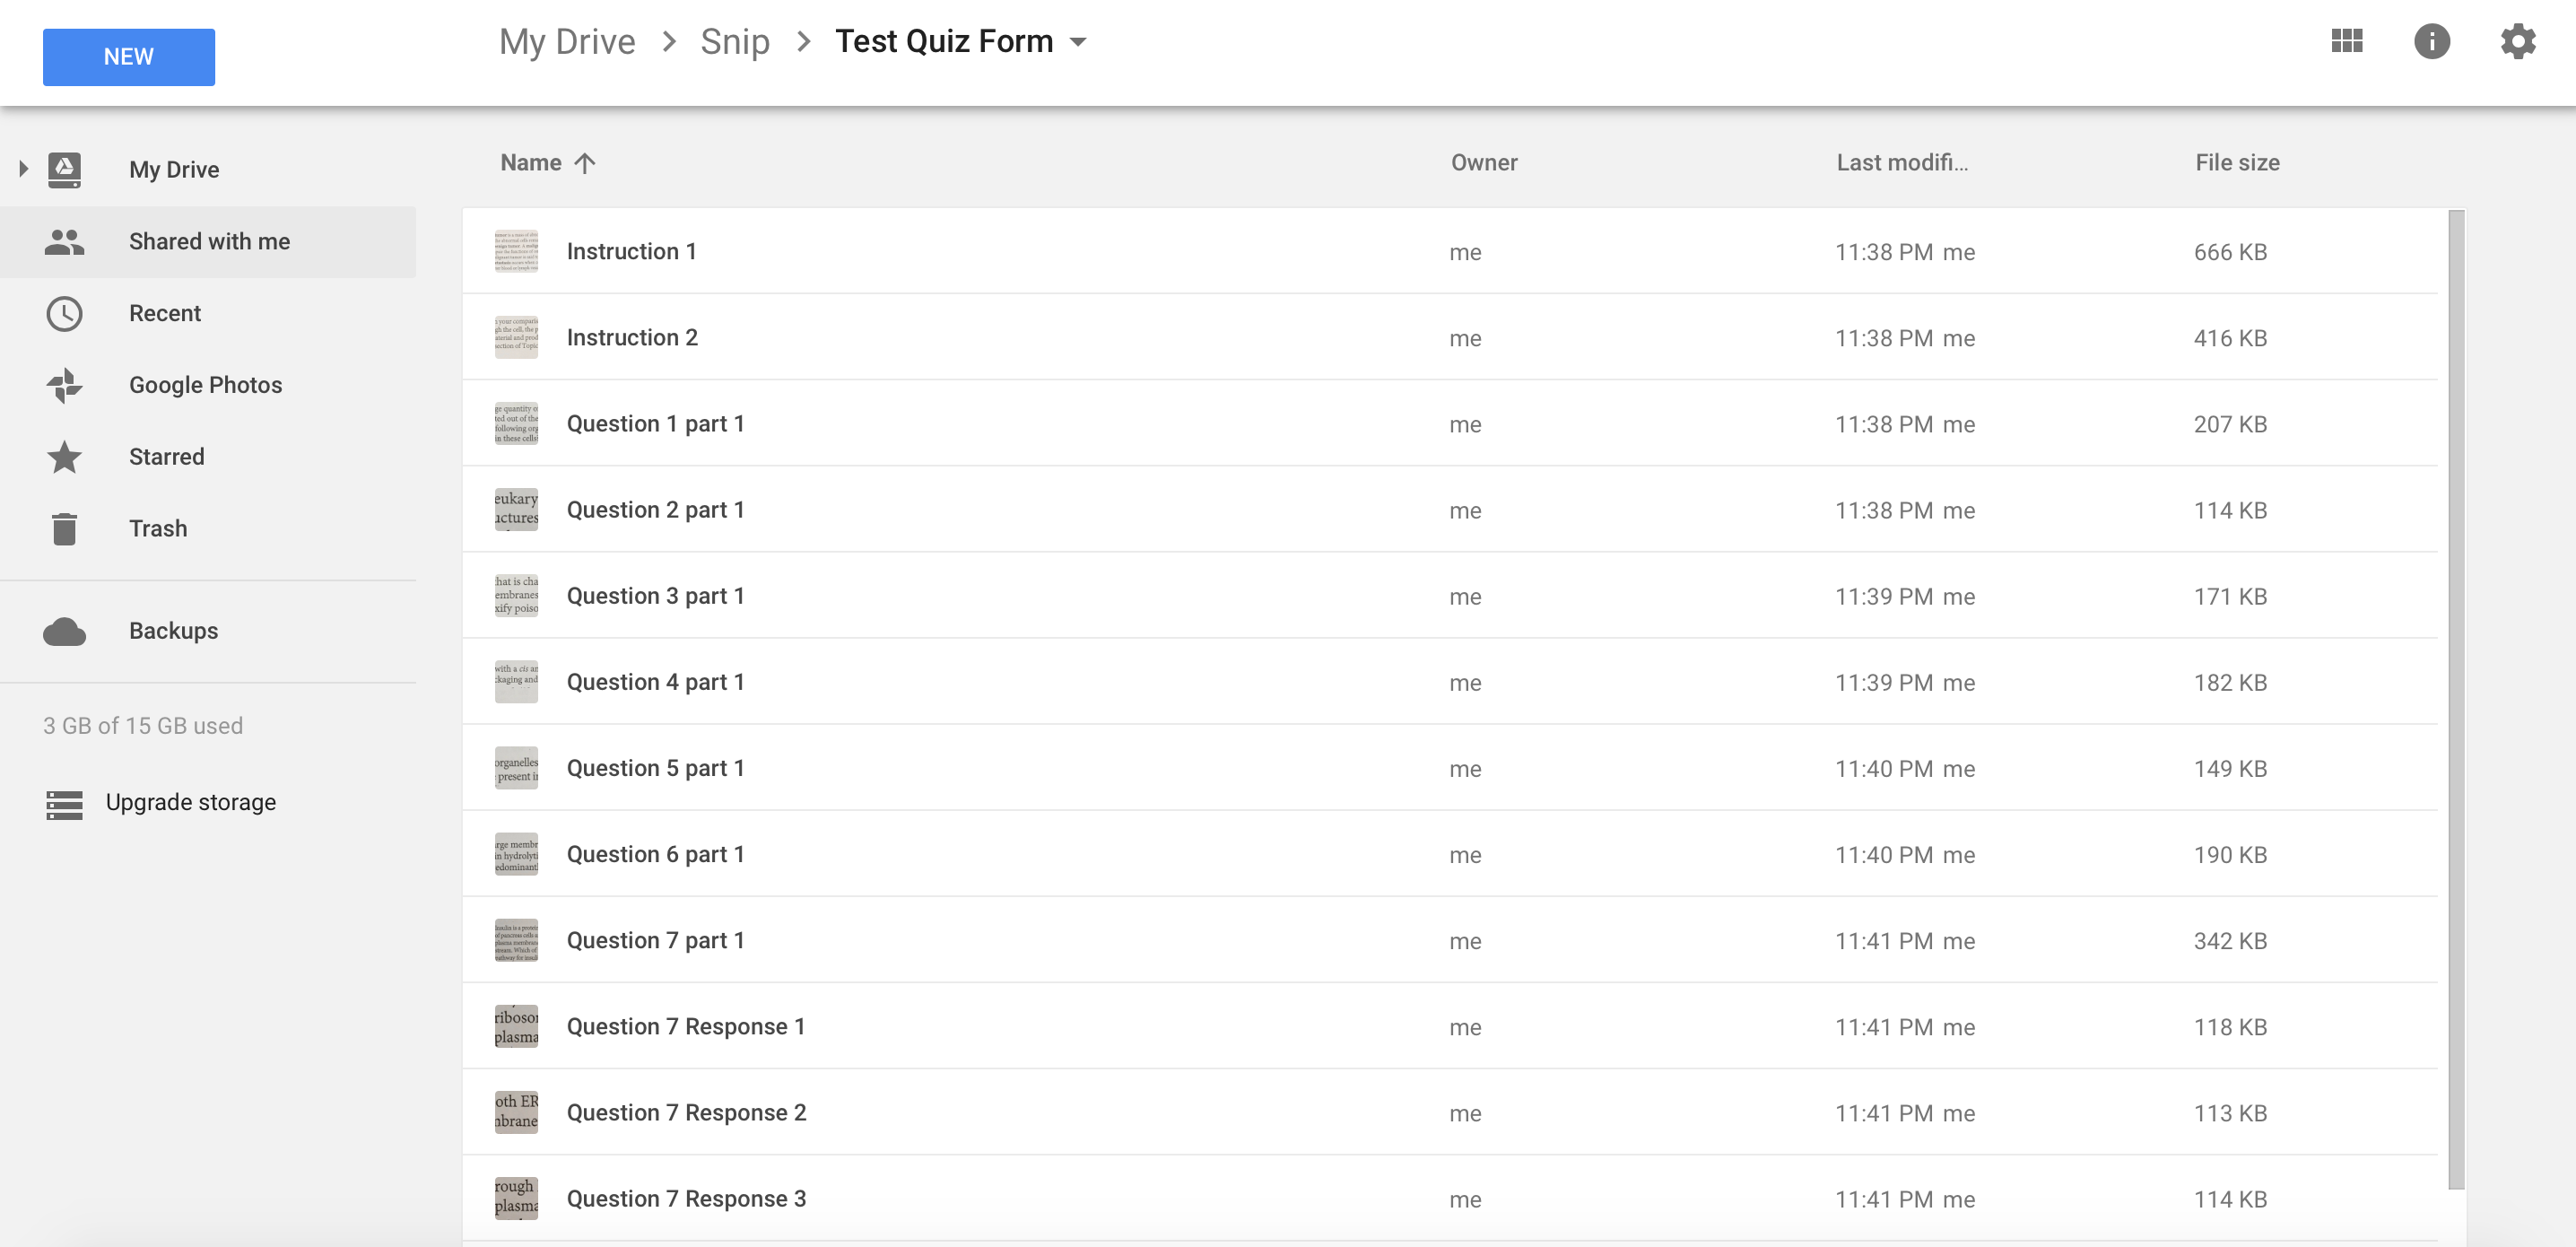 NEW
My Drive > Snip > Test Quiz Form
My Drive
Shared with me
Recent
Google Photos
Starred
Trash
Backups
3 GB of 15 GB used
Upgrade storage
Name Owner Last modifi... File size
Instruction 1 me 11:38 PM me 666 KB
Instruction 2 me 11:38 PM me 416 KB
Question 1 part 1 me 11:38 PM me 207 KB
Question 2 part 1 me 11:38 PM me 114 KB
Question 3 part 1 me 11:39 PM me 171 KB
Question 4 part 1 me 11:39 PM me 182 KB
Question 5 part 1 me 11:40 PM me 149 KB
Question 6 part 1 me 11:40 PM me 190 KB
Question 7 part 1 me 11:41 PM me 342 KB
Question 7 Response 1 me 11:41 PM me 118 KB
Question 7 Response 2 me 11:41 PM me 113 KB
Question 7 Response 3 me 11:41 PM me 114 KB